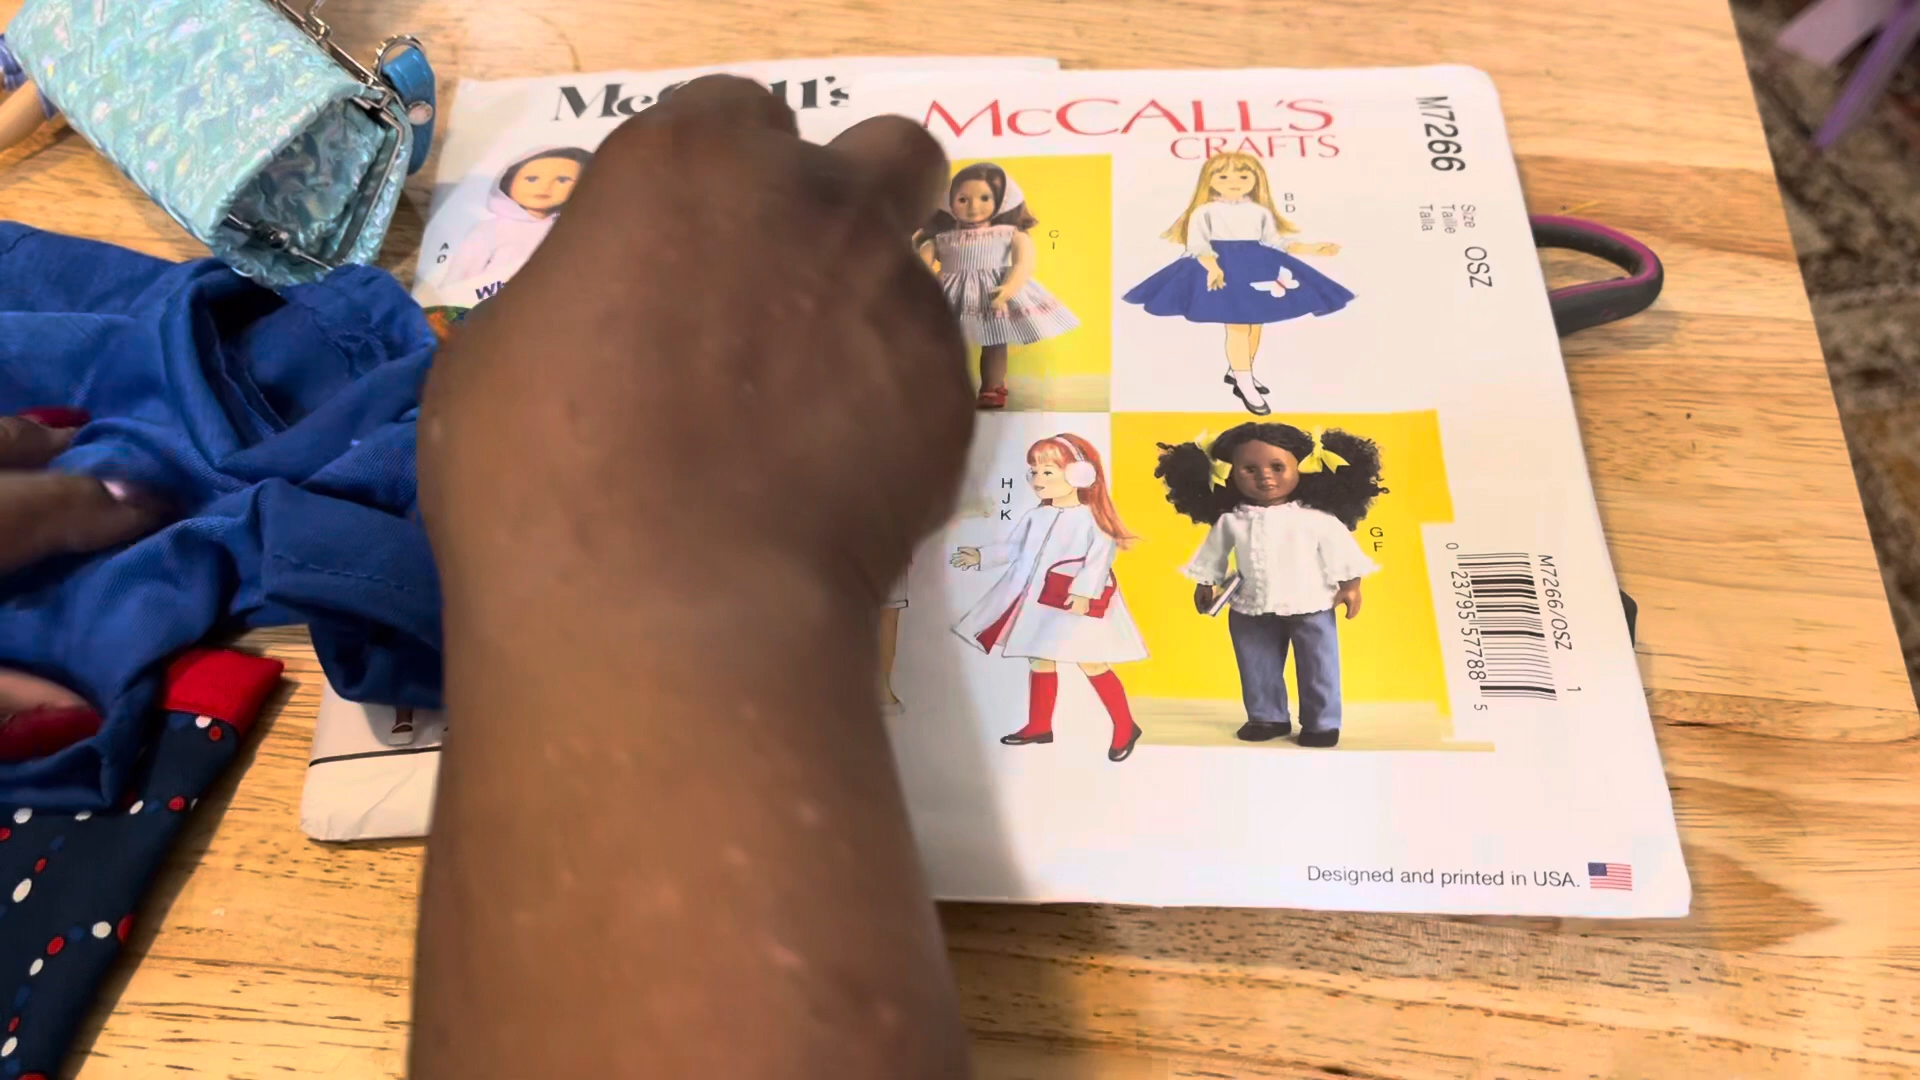 McCALL'S
CRAFTS
M7266
Size
Taille
Talla
OSZ
A
D
C
I
B
D
H
J
K
G
F
M7266/OSZ
1
0 23795 57788 5
Designed and printed in USA.